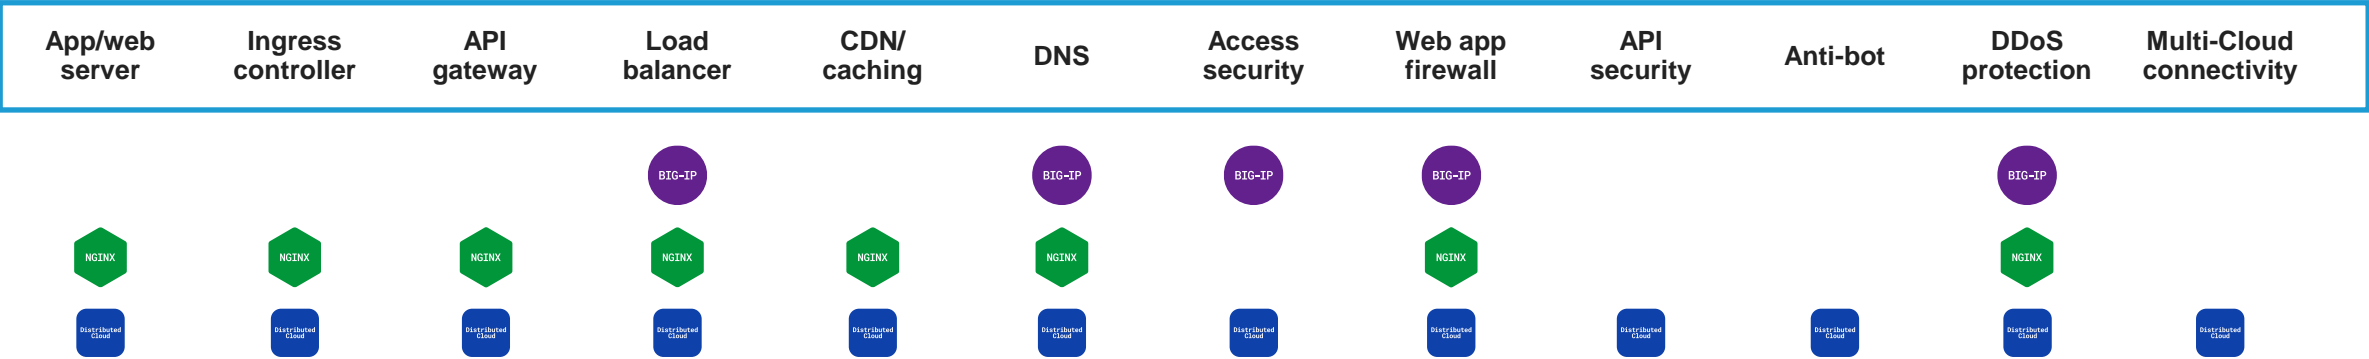 App/web
server
Ingress
controller
API
gateway
Load
balancer
CDN/
caching
DNS
Access
security
Web app
firewall
API
security
Anti-bot
DDoS
protection
Multi-Cloud
connectivity
BIG-IP
BIG-IP
BIG-IP
BIG-IP
BIG-IP
NGINX
NGINX
NGINX
NGINX
NGINX
NGINX
NGINX
NGINX
Distributed
Cloud
Distributed
Cloud
Distributed
Cloud
Distributed
Cloud
Distributed
Cloud
Distributed
Cloud
Distributed
Cloud
Distributed
Cloud
Distributed
Cloud
Distributed
Cloud
Distributed
Cloud
Distributed
Cloud